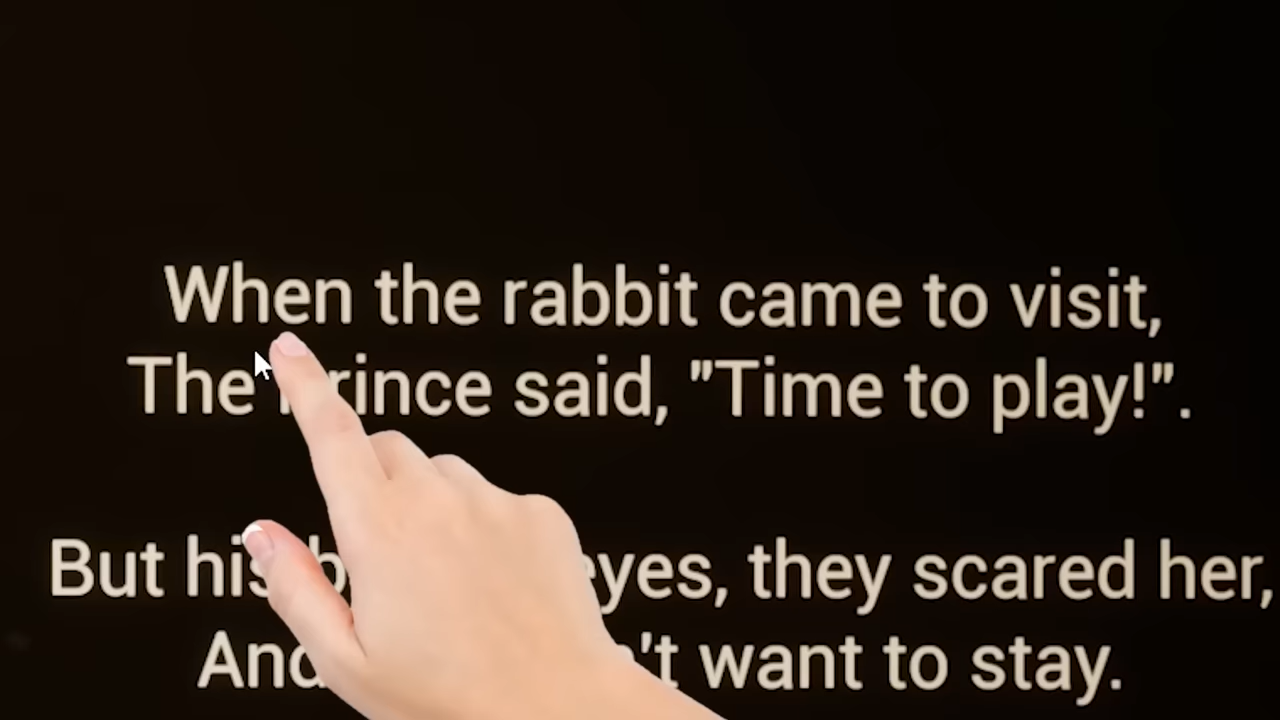 When the rabbit came to visit,
The Prince said, "Time to play!".
But his eyes, they scared her,
And want to stay.